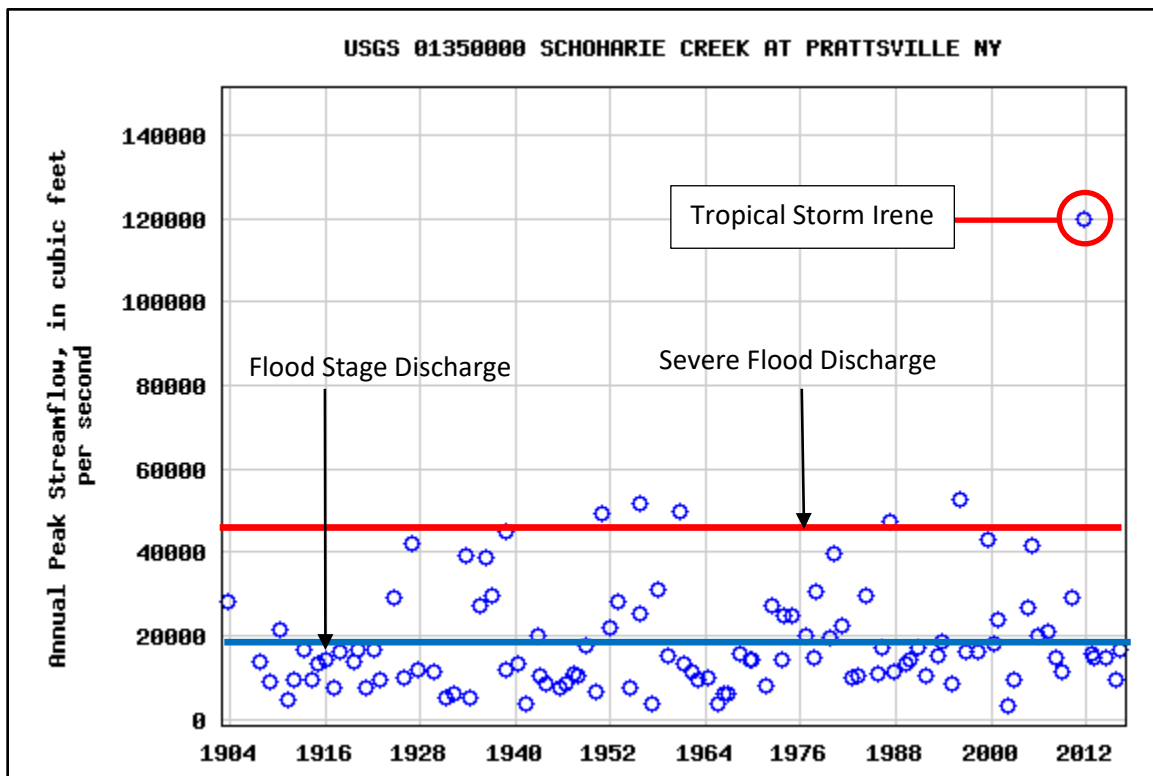 USGS 01350000 SCHOHARIE CREEK AT PRATTSVILLE NY
Annual Peak Streamflow, in cubic feet
per second
140000
120000
100000
80000
60000
40000
20000
0
Tropical Storm Irene
Flood Stage Discharge
Severe Flood Discharge
1904 1916 1928 1940 1952 1964 1976 1988 2000 2012